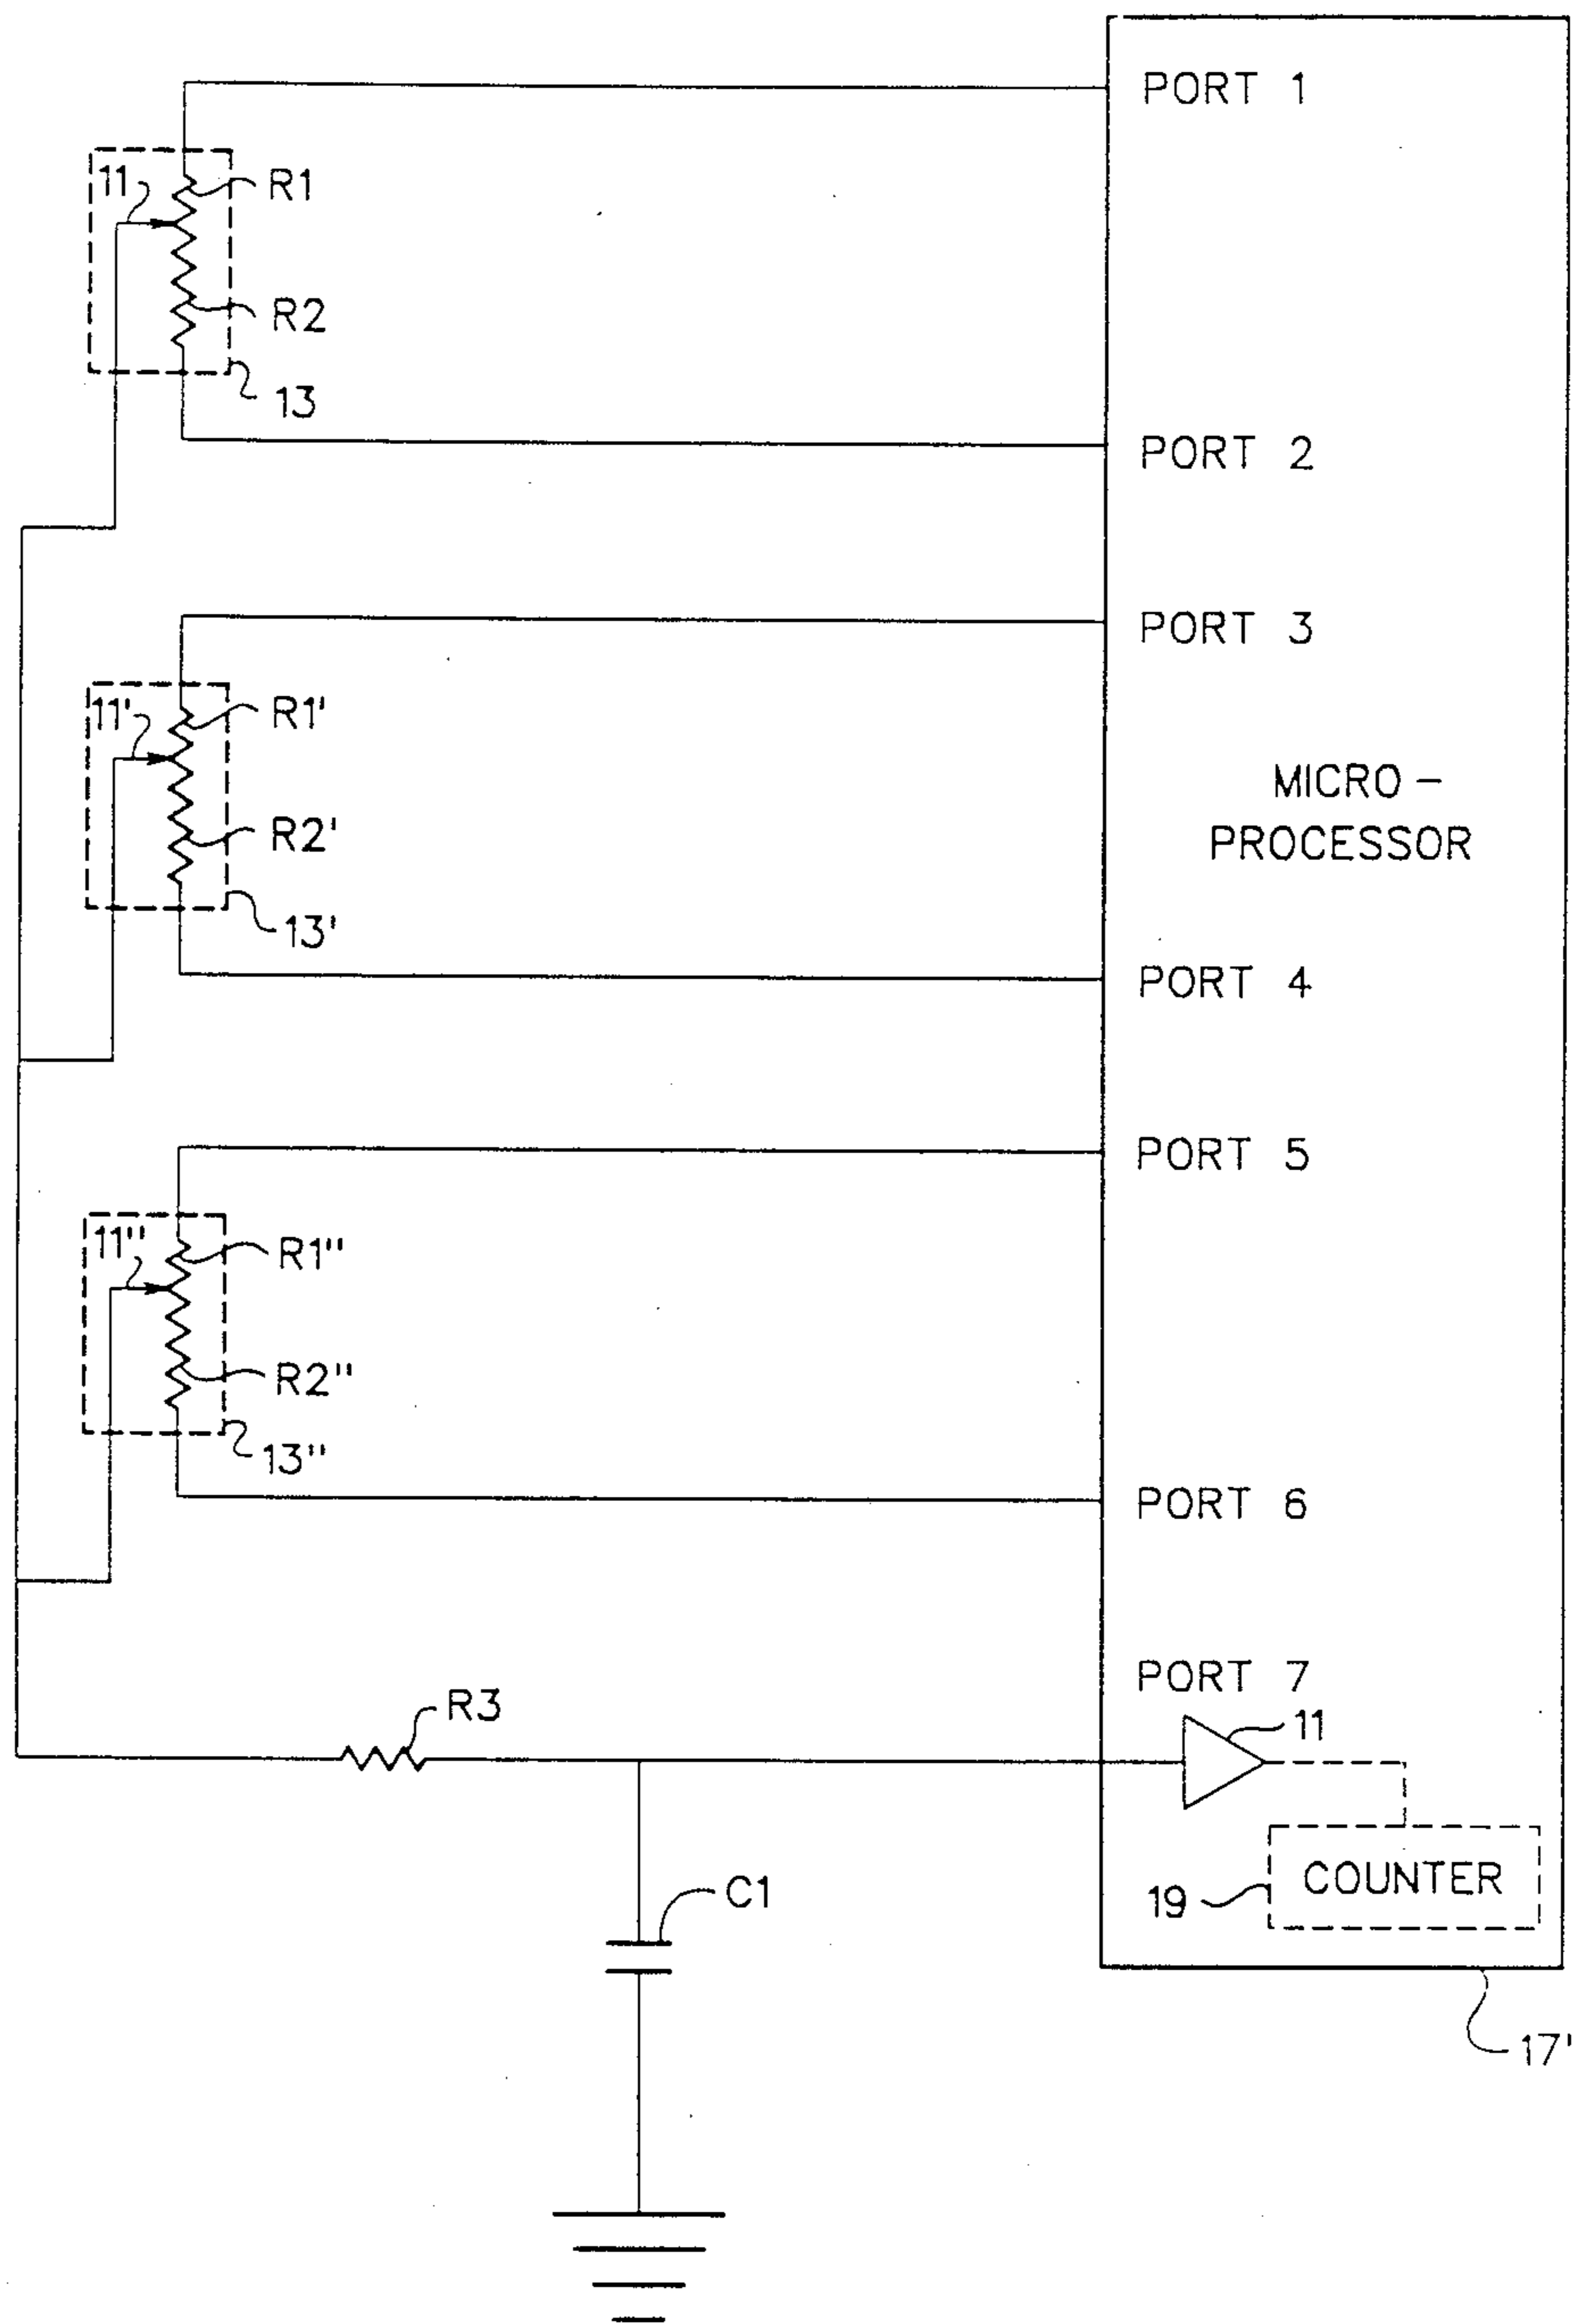 PORT 1
11
R1
R2
13
PORT 2
PORT 3
11'
R1'
R2'
13'
MICRO-
PROCESSOR
PORT 4
PORT 5
11"
R1"
R2"
13"
PORT 6
PORT 7
R3
11
C1
19
COUNTER
17'